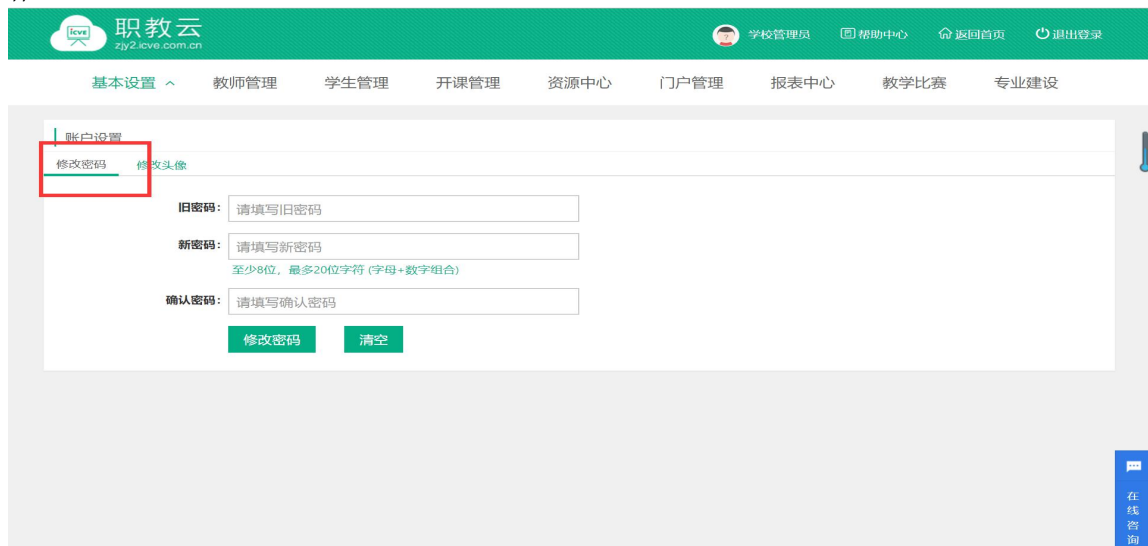 icve 职教云
zjy2.icve.com.cn
学校管理员 帮助中心 返回首页 退出登录
基本设置 教师管理 学生管理 开课管理 资源中心 门户管理 报表中心 教学比赛 专业建设
账户设置
修改密码 修改头像
旧密码: 请填写旧密码
新密码: 请填写新密码
至少8位，最多20位字符 (字母+数字组合)
确认密码: 请填写确认密码
修改密码 清空
在线咨询